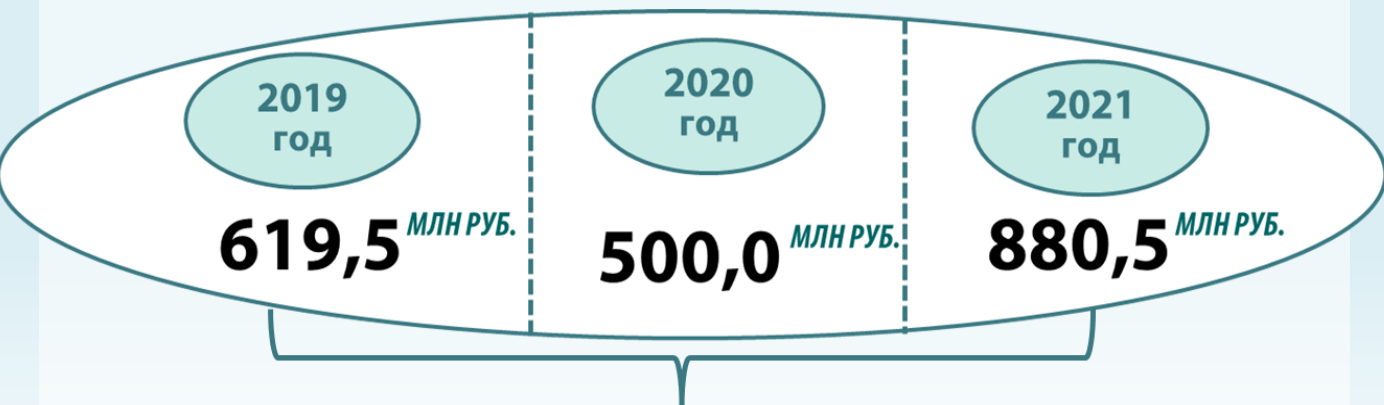 2019
год
619,5 МЛН РУБ.
2020
год
500,0 МЛН РУБ.
2021
год
880,5 МЛН РУБ.